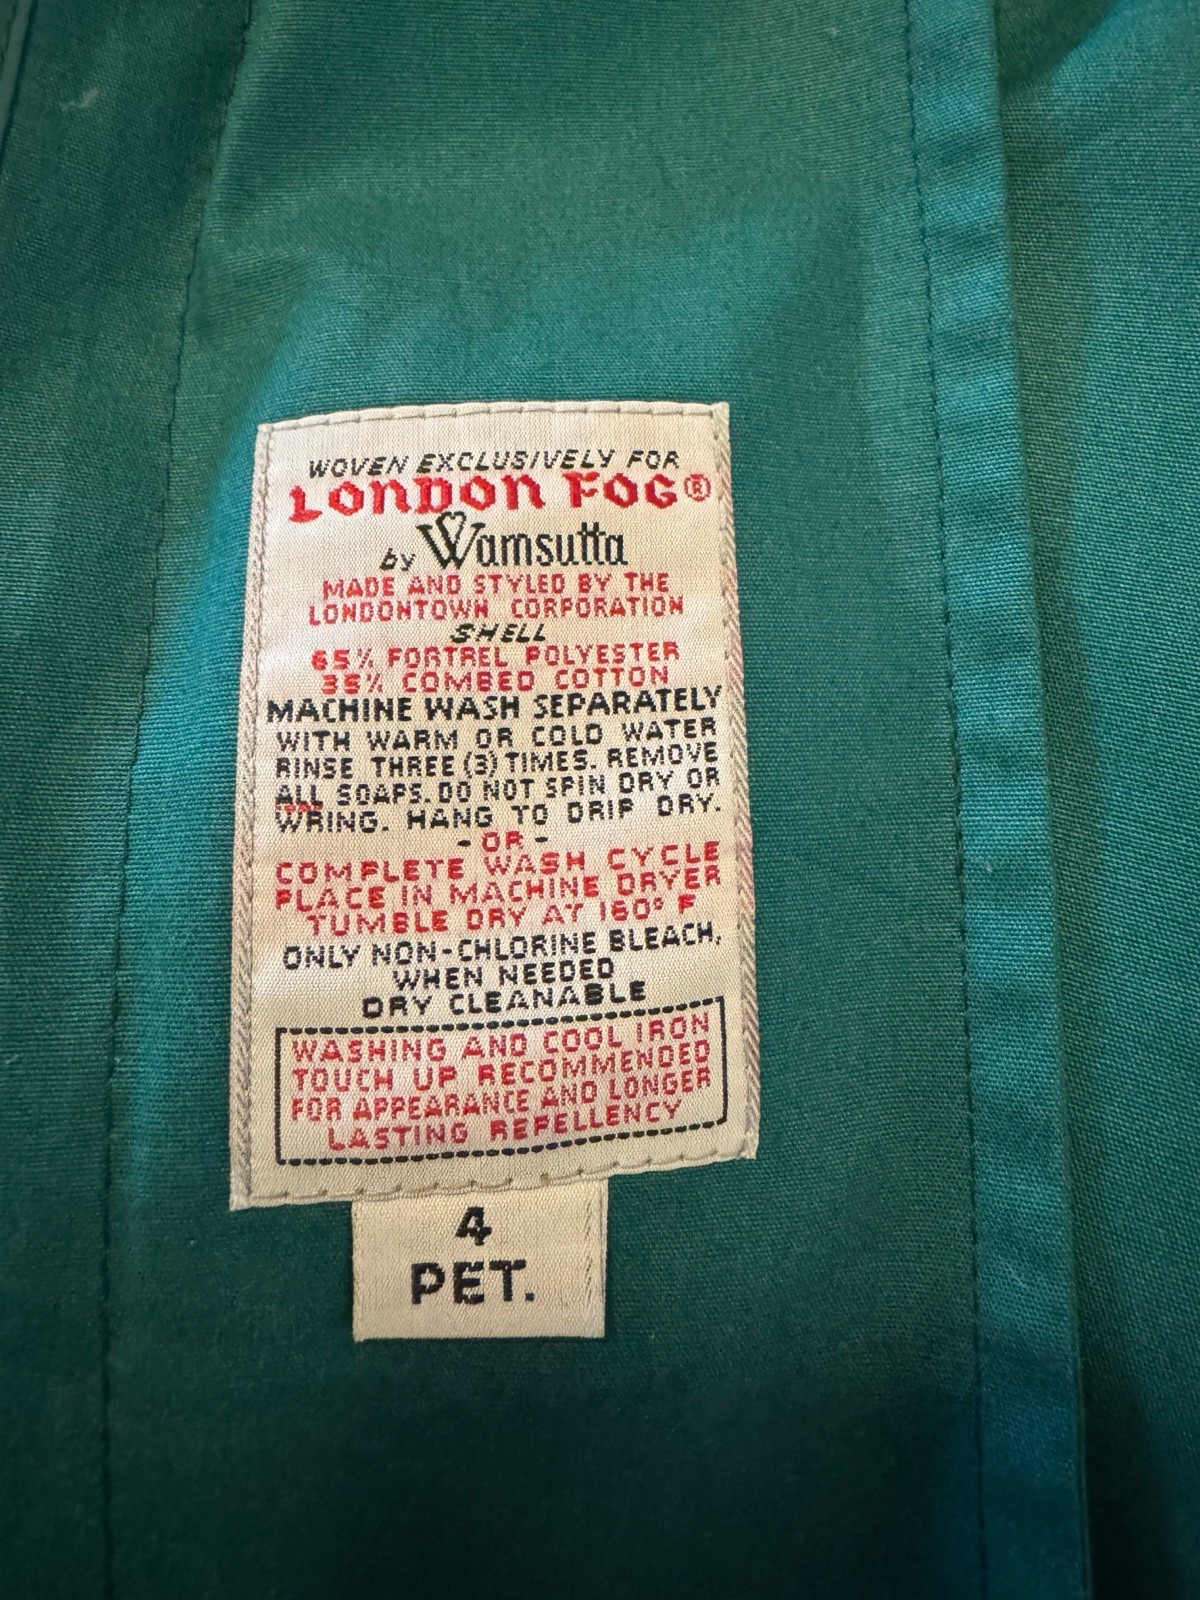 WOVEN EXCLUSIVELY FOR
LONDON FOG®
by Wamsutta
MADE AND STYLED BY THE
LONDONTOWN CORPORATION
SHELL
65% FORTREL POLYESTER
35% COMBED COTTON
MACHINE WASH SEPARATELY
WITH WARM OR COLD WATER
RINSE THREE (3) TIMES. REMOVE
ALL SOAPS. DO NOT SPIN DRY OR
WRING. HANG TO DRIP DRY.
- OR -
COMPLETE WASH CYCLE
PLACE IN MACHINE DRYER
TUMBLE DRY AT 160° F
ONLY NON-CHLORINE BLEACH,
WHEN NEEDED
DRY CLEANABLE
WASHING AND COOL IRON
TOUCH UP RECOMMENDED
FOR APPEARANCE AND LONGER
LASTING REPELLENCY
4
PET.